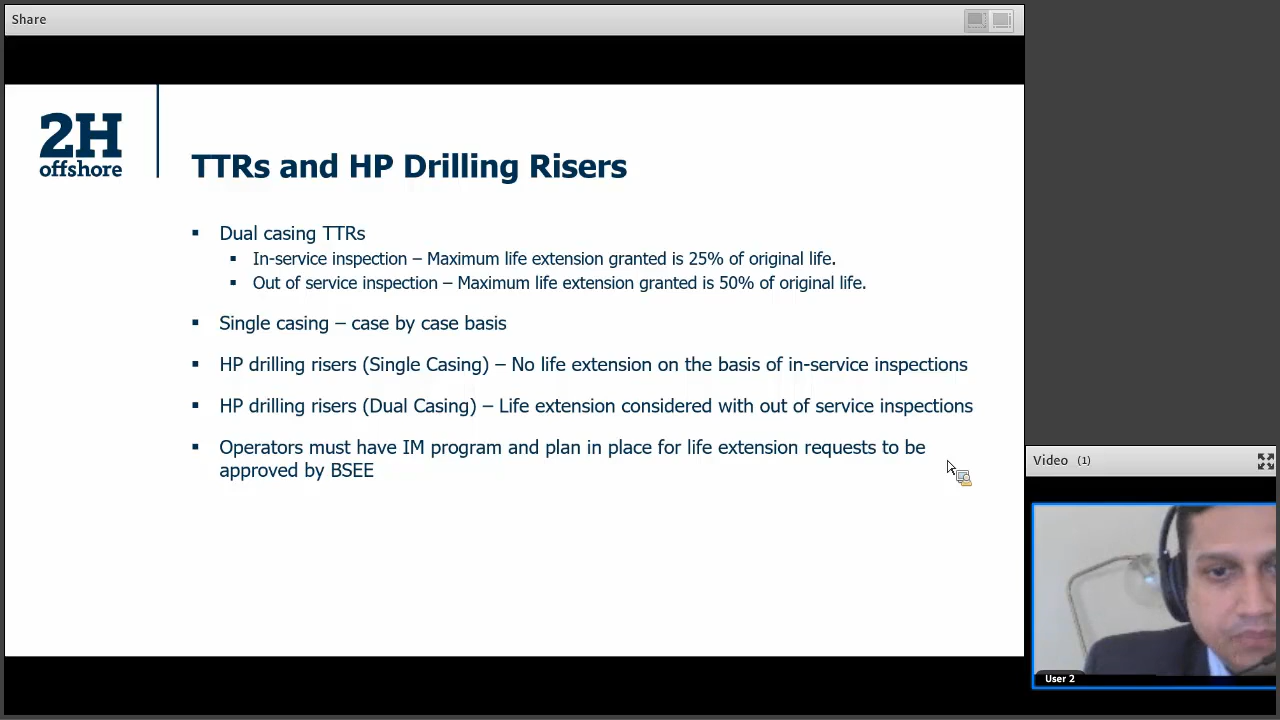 Share
2H
offshore
TTRs and HP Drilling Risers
▪ Dual casing TTRs
▪ In-service inspection – Maximum life extension granted is 25% of original life.
▪ Out of service inspection – Maximum life extension granted is 50% of original life.
▪ Single casing – case by case basis
▪ HP drilling risers (Single Casing) – No life extension on the basis of in-service inspections
▪ HP drilling risers (Dual Casing) – Life extension considered with out of service inspections
▪ Operators must have IM program and plan in place for life extension requests to be
approved by BSEE
Video (1)
User 2